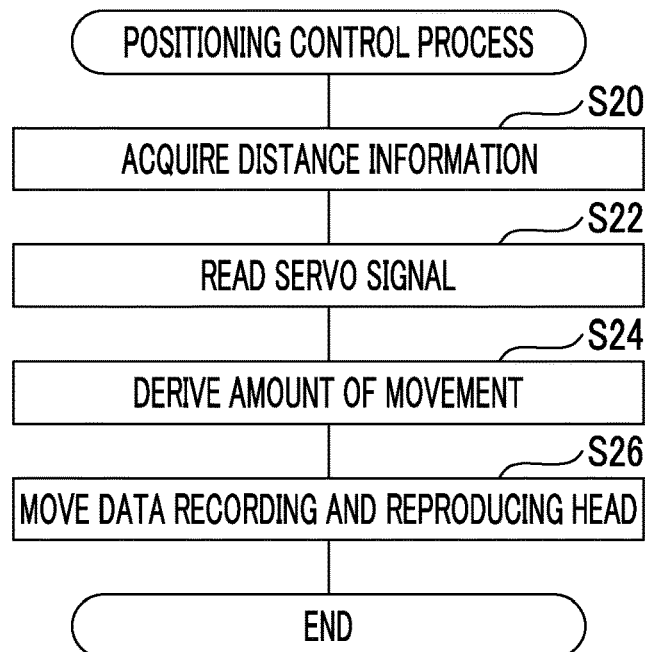 POSITIONING CONTROL PROCESS
S20
ACQUIRE DISTANCE INFORMATION
S22
READ SERVO SIGNAL
S24
DERIVE AMOUNT OF MOVEMENT
S26
MOVE DATA RECORDING AND REPRODUCING HEAD
END